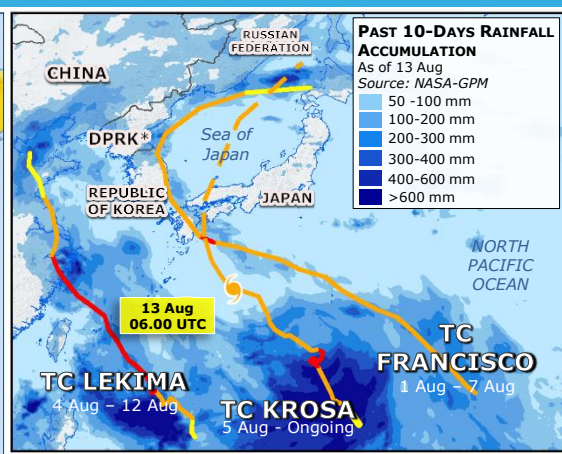 RUSSIAN
FEDERATION
CHINA
DPRK*
Sea of
Japan
REPUBLIC
OF KOREA
JAPAN
PAST 10-DAYS RAINFALL
ACCUMULATION
As of 13 Aug
Source: NASA-GPM
50 -100 mm
100-200 mm
200-300 mm
300-400 mm
400-600 mm
>600 mm
NORTH
PACIFIC
OCEAN
13 Aug
06.00 UTC
TC LEKIMA
4 Aug – 12 Aug
TC KROSA
5 Aug - Ongoing
TC
FRANCISCO
1 Aug – 7 Aug